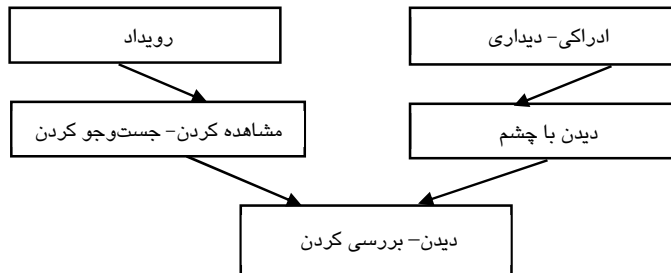 ادراکی- دیداری
رویداد
دیدن با چشم
مشاهده کردن- جست‌وجو کردن
دیدن- بررسی کردن